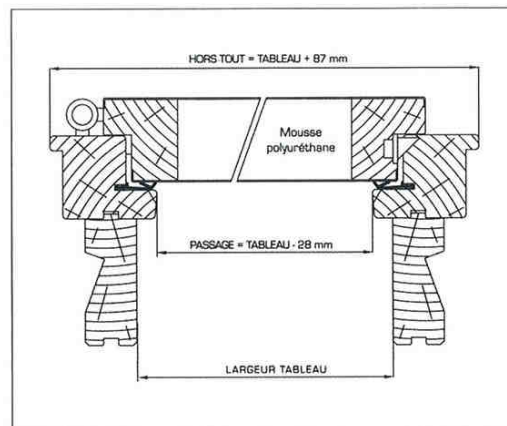 HORS TOUT = TABLEAU + 87 mm
Mousse
polyuréthane
PASSAGE = TABLEAU - 28 mm
LARGEUR TABLEAU